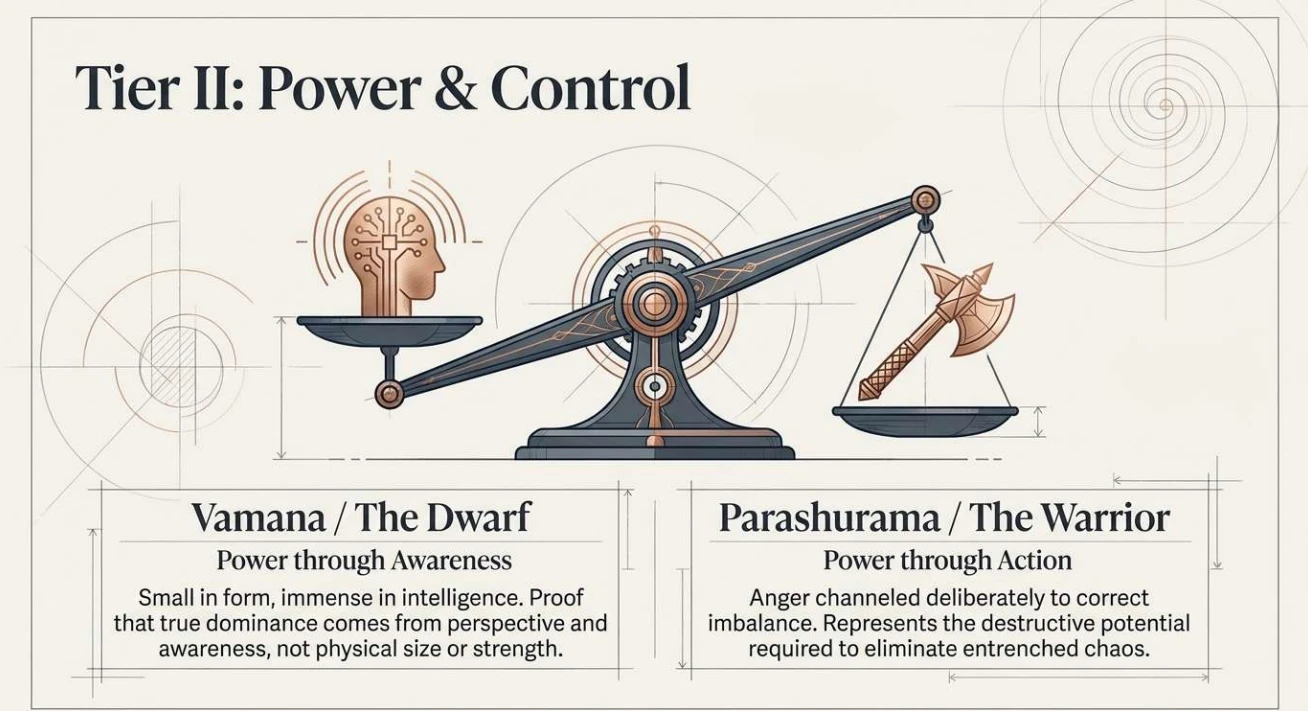 Tier II: Power & Control
Vamana / The Dwarf
Power through Awareness
Small in form, immense in intelligence. Proof
that true dominance comes from perspective and
awareness, not physical size or strength.
Parashurama / The Warrior
Power through Action
Anger channeled deliberately to correct
imbalance. Represents the destructive potential
required to eliminate entrenched chaos.